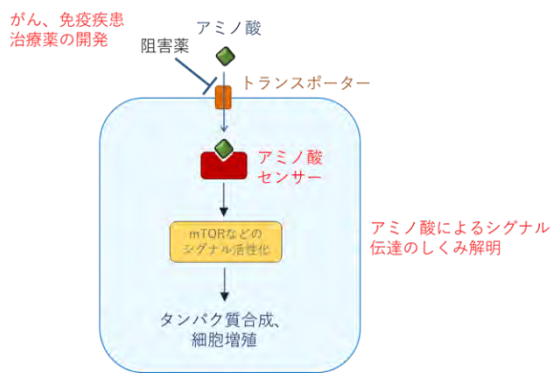 がん、免疫疾患
治療薬の開発
アミノ酸
阻害薬
トランスポーター
アミノ酸
センサー
mTORなどの
シグナル活性化
アミノ酸によるシグナル
伝達のしくみ解明
タンパク質合成、
細胞増殖